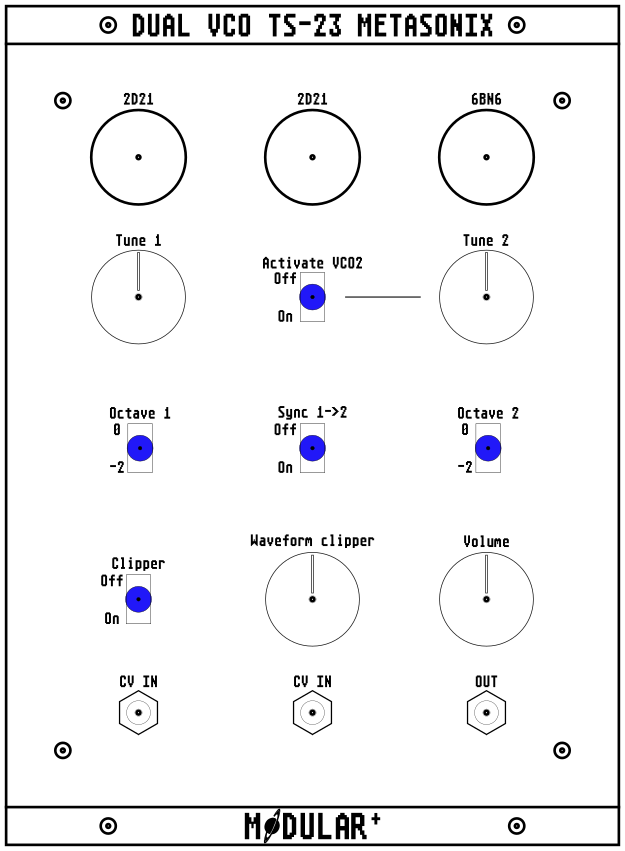 DUAL VCO TS-23 METASONIX
2D21 2D21 6BN6
Tune 1 Tune 2
Activate VCO2
Off
On
Octave 1 Sync 1->2 Octave 2
0 Off 0
-2 On -2
Waveform clipper Volume
Clipper
Off
On
CV IN CV IN OUT
MODULAR+